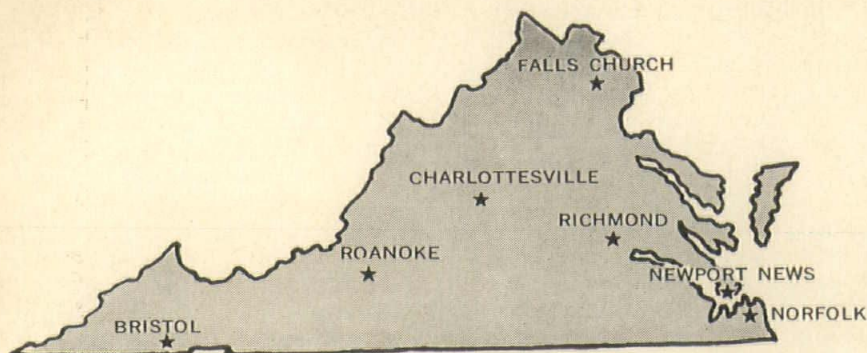 FALLS CHURCH
CHARLOTTESVILLE
RICHMOND
ROANOKE
NEWPORT NEWS
NORFOLK
BRISTOL